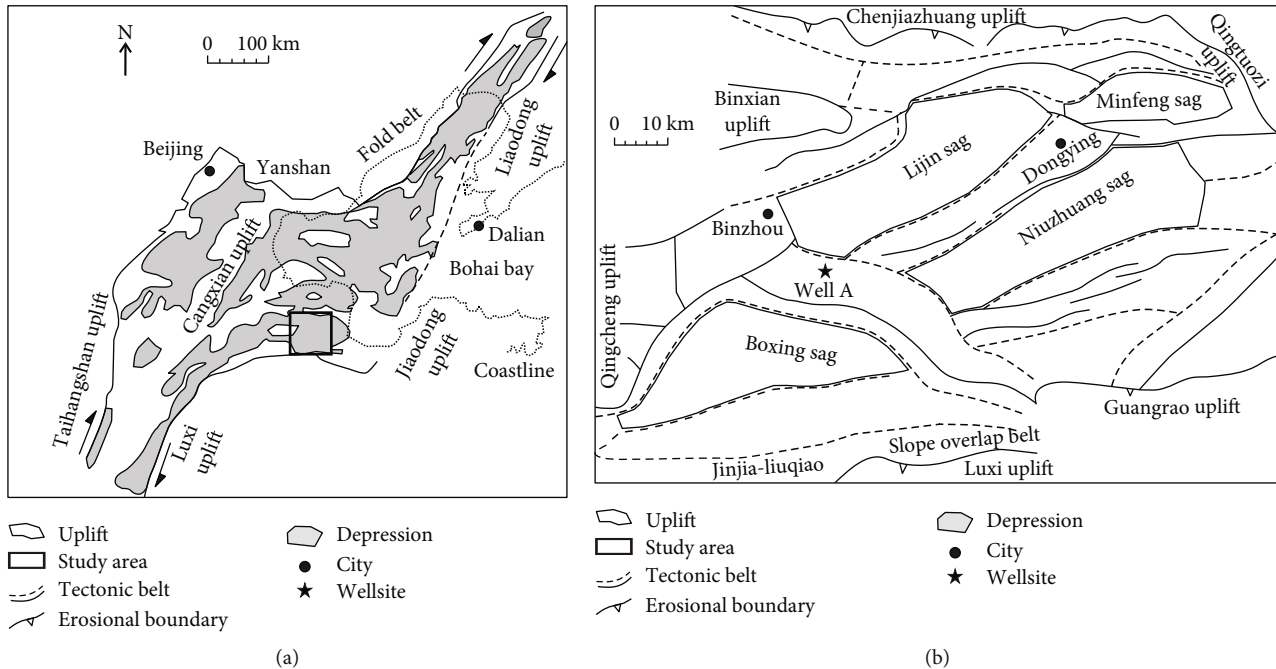 N
0 100 km
Beijing
Yanshan
Fold belt
Liaodong
uplift
Dalian
Bohai bay
Cangxian uplift
Taihangshan uplift
Jiaodong
uplift
Coastline
Luxi
uplift
Uplift
Study area
Tectonic belt
Erosional boundary
Depression
City
Wellsite
(a)
Chenjiazhuang uplift
Qingtuozi
uplift
Binxian
uplift
0 10 km
Minfeng sag
Lijin sag
Dongying
Niuzhuang sag
Binzhou
Well A
Qingcheng uplift
Boxing sag
Guangrao uplift
Slope overlap belt
Jinjia-liuqiao
Luxi uplift
Uplift
Study area
Tectonic belt
Erosional boundary
Depression
City
Wellsite
(b)